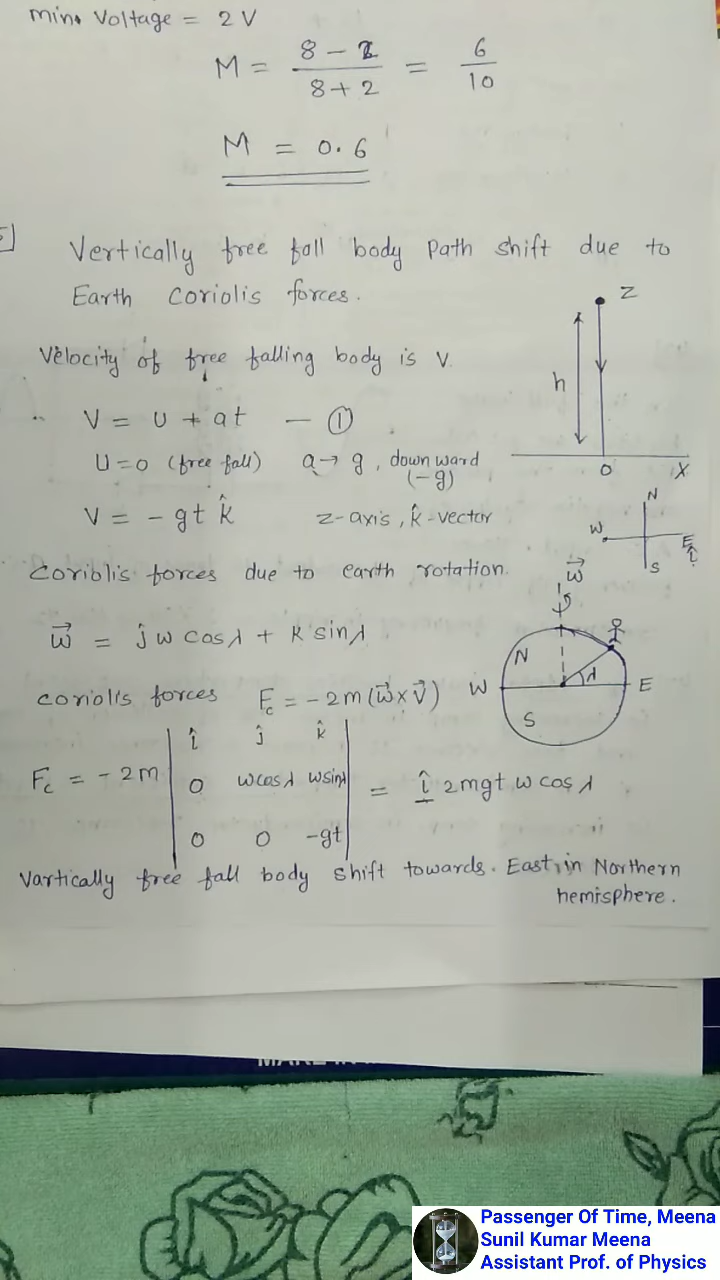 min. Voltage = 2 V
M = 8 - 2 / 8 + 2 = 6 / 10
M = 0.6
5]
Vertically free fall body Path shift due to
Earth coriolis forces.
Z
h
O X
Velocity of free falling body is V.
∴ V = U + at — ①
U = 0 (free fall) a → g, down ward
(-g)
V = - gt k̂ z-axis, k̂-vector
N
W E
î
S
Coriolis forces due to earth rotation.
ω⃗
ω⃗ = ĵ ω cos λ + k sin λ
N
W λ E
S
coriolis forces F_c = - 2m (ω⃗ × V⃗)
F_c = - 2m | î ĵ k̂ |
| 0 ω cos λ ω sin λ | = î 2mgt ω cos λ
| 0 0 -gt |
Vartically free fall body shift towards. East, in Northern
hemisphere.
Passenger Of Time, Meena
Sunil Kumar Meena
Assistant Prof. of Physics